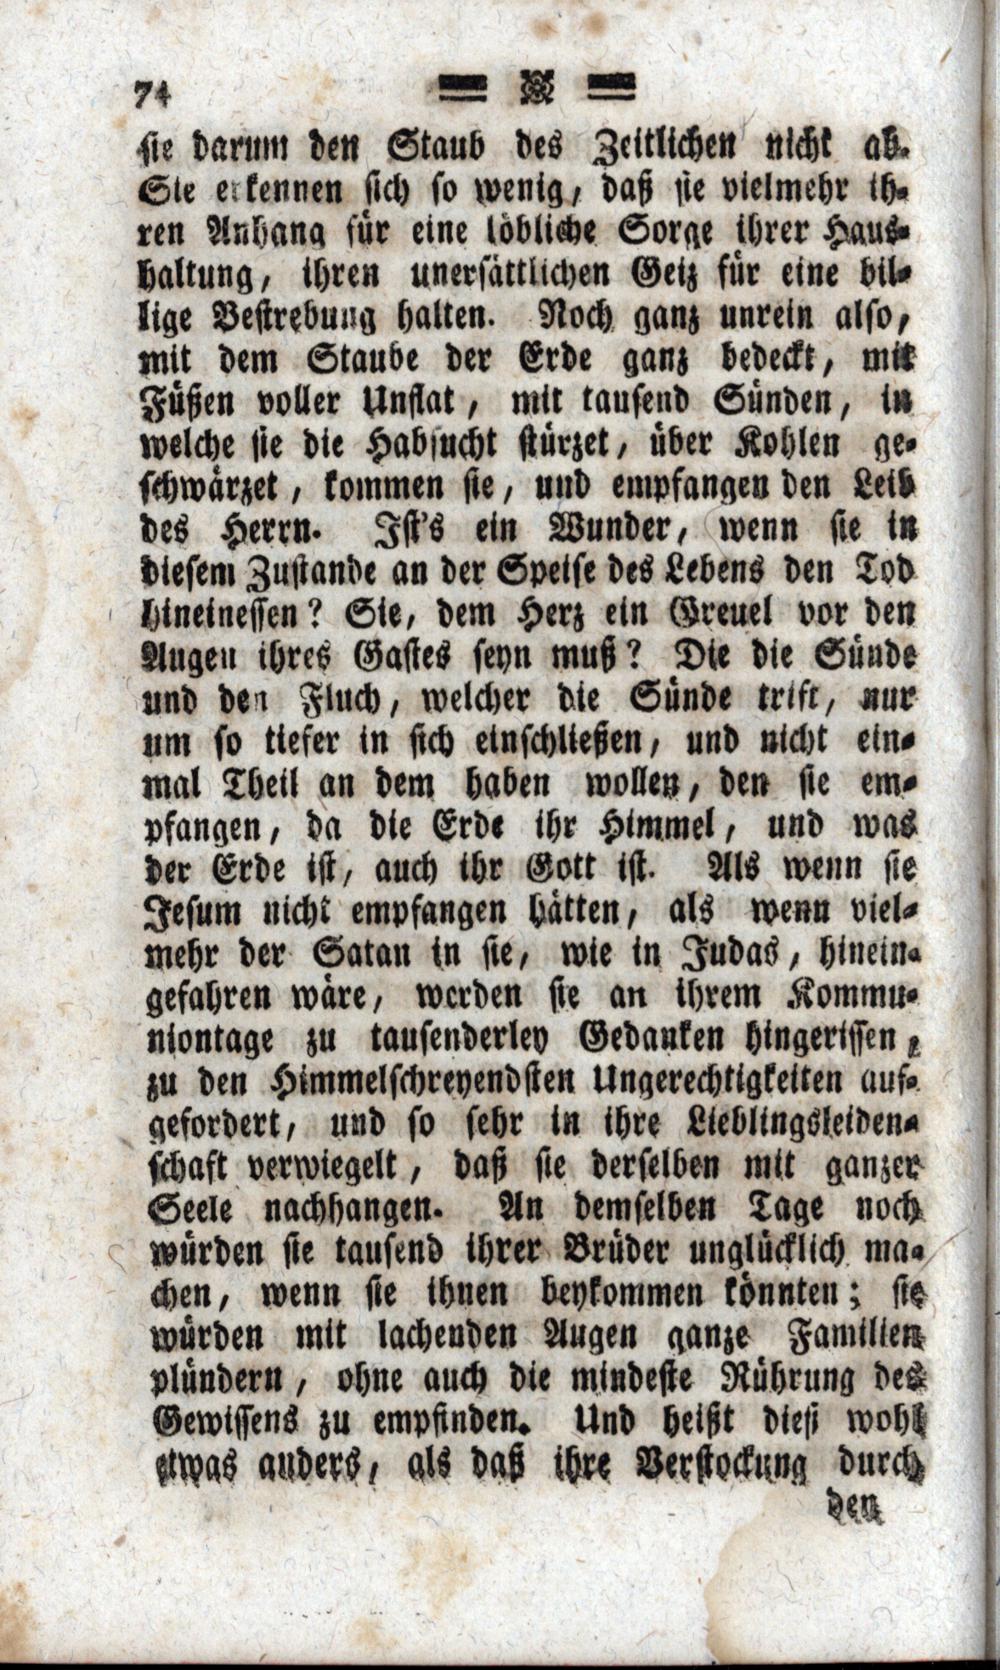 74
sie darum den Staub des Zeitlichen nicht ab.
Sie erkennen sich so wenig, daß sie vielmehr ih-
ren Anhang für eine löbliche Sorge ihrer Haus-
haltung, ihren unersättlichen Geiz für eine bil-
lige Bestrebung halten. Noch ganz unrein also,
mit dem Staube der Erde ganz bedeckt, mit
Füßen voller Unflat, mit tausend Sünden, in
welche sie die Habsucht stürzet, über Kohlen ge-
schwärzet, kommen sie, und empfangen den Leib
des Herrn. Ist's ein Wunder, wenn sie in
diesem Zustande an der Speise des Lebens den Tod
hineinessen? Sie, dem Herz ein Greuel vor den
Augen ihres Gastes seyn muß? Die die Sünde
und den Fluch, welcher die Sünde trift, nur
um so tiefer in sich einschließen, und nicht ein-
mal Theil an dem haben wollen, den sie em-
pfangen, da die Erde ihr Himmel, und was
der Erde ist, auch ihr Gott ist. Als wenn sie
Jesum nicht empfangen hätten, als wenn viel-
mehr der Satan in sie, wie in Judas, hinein-
gefahren wäre, werden sie an ihrem Kommu-
niontage zu tausenderley Gedanken hingerissen,
zu den Himmelschreyendsten Ungerechtigkeiten auf-
gefordert, und so sehr in ihre Lieblingsleiden-
schaft verwiegelt, daß sie derselben mit ganzer
Seele nachhangen. An demselben Tage noch
würden sie tausend ihrer Brüder unglücklich ma-
chen, wenn sie ihnen beykommen könnten; sie
würden mit lachenden Augen ganze Familien
plündern, ohne auch die mindeste Rührung des
Gewissens zu empfinden. Und heißt dieß wohl
etwas anders, als daß ihre Verstockung durch
den